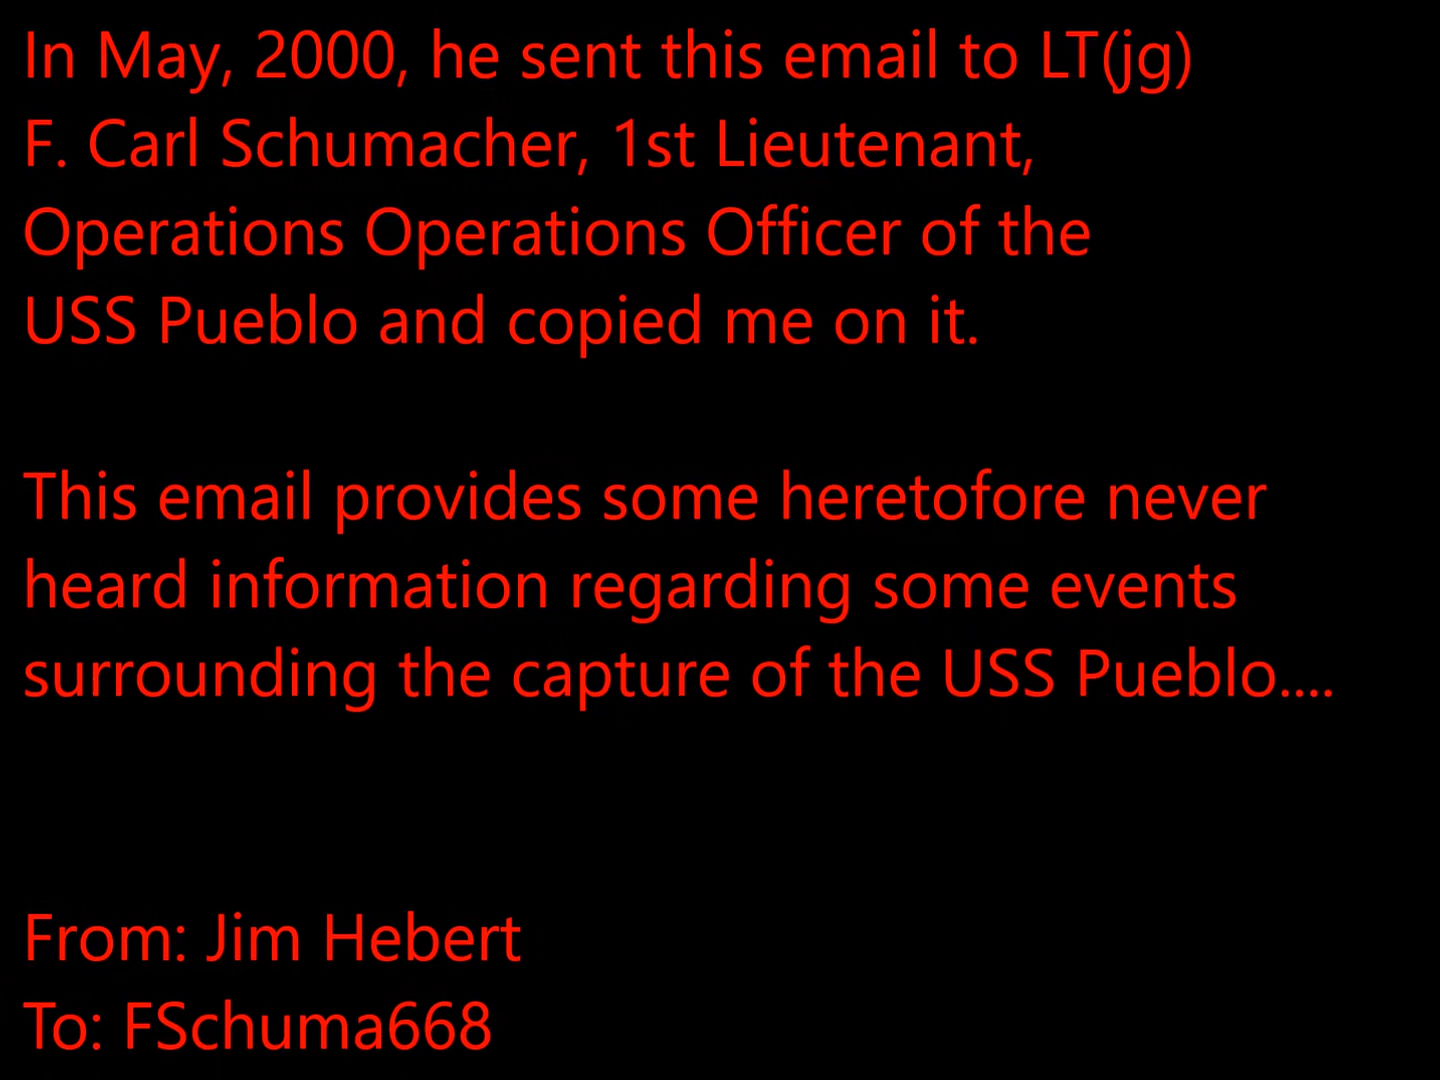 In May, 2000, he sent this email to LT(jg)
F. Carl Schumacher, 1st Lieutenant,
Operations Operations Officer of the
USS Pueblo and copied me on it.
This email provides some heretofore never
heard information regarding some events
surrounding the capture of the USS Pueblo....
From: Jim Hebert
To: FSchuma668